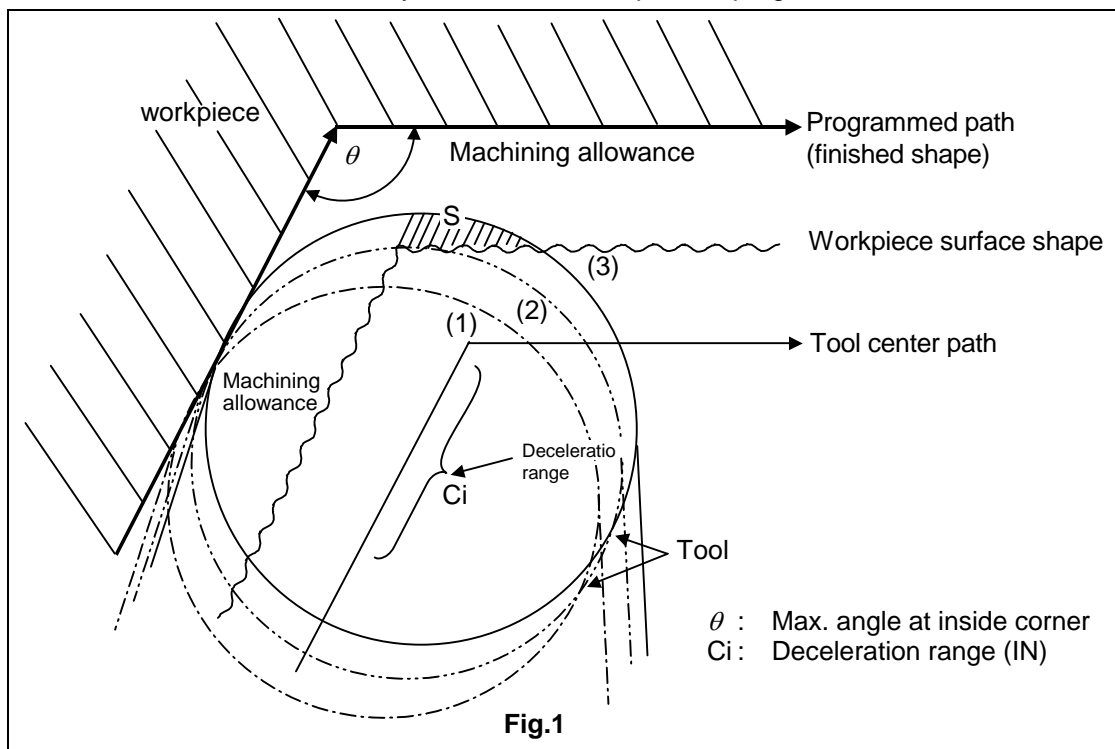 workpiece
θ
Machining allowance
Programmed path
(finished shape)
S
Workpiece surface shape
(3)
(2)
(1)
Tool center path
Machining
allowance
Deceleratio
range
Ci
Tool
θ : Max. angle at inside corner
Ci : Deceleration range (IN)
Fig.1